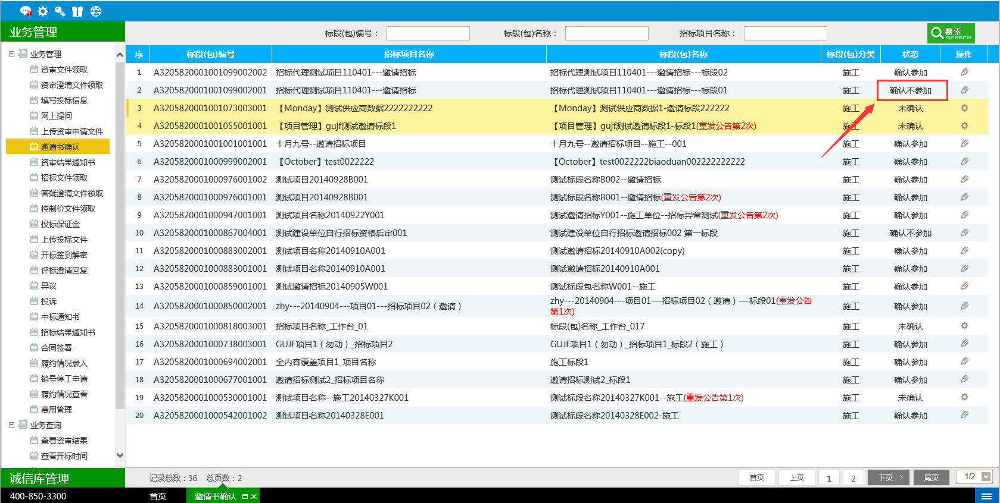 业务管理
标段(包)编号：
标段(包)名称：
招标项目名称：
搜索
SEARCH
业务管理
资审文件领取
资审澄清文件领取
填写投标信息
网上提问
上传资审申请文件
邀请书确认
资审结果通知书
招标文件领取
答疑澄清文件领取
控制价文件领取
投标保证金
上传投标文件
开标签到解密
评标澄清回复
异议
投诉
中标通知书
招标结果通知书
合同签署
履约情况录入
销号停工申请
履约情况查看
费用管理
业务查询
查看资审结果
查看开标时间
诚信库管理
序 标段(包)编号 招标项目名称 标段(包)名称 标段(包)分类 状态 操作
1 A3205820001001099002002 招标代理测试项目110401---邀请招标 招标代理测试项目110401---邀请招标---标段02 施工 确认参加
2 A3205820001001099002001 招标代理测试项目110401---邀请招标 招标代理测试项目110401---邀请招标---标段01 施工 确认不参加
3 A3205820001001073003001 【Monday】测试供应商数据2222222222 【Monday】测试供应商数据1-邀请标段222222 施工 未确认
4 A3205820001001055001001 【项目管理】gujf测试邀请标段1 【项目管理】gujf测试邀请标段1-标段1(重发公告第2次) 施工 未确认
5 A3205820001001001001001 十月九号--邀请招标项目 十月九号--邀请招标项目--施工--001 施工 确认参加
6 A3205820001000999002001 【October】test0022222 【October】test0022222biaoduan002222222222 施工 确认参加
7 A3205820001000976001002 测试项目20140928B001 测试标段名称B002--邀请招标 施工 确认参加
8 A3205820001000976001001 测试项目20140928B001 测试标段名称B001--邀请招标(重发公告第2次) 施工 确认参加
9 A3205820001000947001001 测试项目名称20140922Y001 测试邀请招标Y001--施工单位--招标异常测试(重发公告第2次) 施工 确认参加
10 A3205820001000867004001 测试建设单位自行招标资格后审001 测试建设单位自行招标邀请招标002 第一标段 施工 确认不参加
11 A3205820001000883002001 测试项目名称20140910A001 测试邀请招标20140910A002(copy) 施工 确认参加
12 A3205820001000883001001 测试项目名称20140910A001 测试邀请招标20140910A001 施工 确认参加
13 A3205820001000859001001 测试邀请招标20140905W001 测试标段包名称W001--施工 施工 确认参加
14 A3205820001000850002001 zhy---20140904---项目01---招标项目02（邀请） zhy---20140904---项目01---招标项目02（邀请）---标段01(重发公告
第1次) 施工 确认参加
15 A3205820001000818003001 招标项目名称_工作台_01 标段(包)名称_工作台_017 施工 未确认
16 A3205820001000738003001 GUJF项目1（勿动）_招标项目2 GUJF项目1（勿动）_招标项目1_标段2（施工） 施工 确认参加
17 A3205820001000694002001 全内容覆盖项目1_项目名称 施工标段1 施工 确认参加
18 A3205820001000677001001 邀请招标测试2_招标项目名称 邀请招标测试2_标段1 施工 确认参加
19 A3205820001000530001001 测试项目名称--施工20140327K001 测试标段名称20140327K001--施工(重发公告第1次) 施工 未确认
20 A3205820001000542001002 测试项目名称20140328E001 测试标段名称20140328E002-施工 施工 确认参加
记录总数：36 总页数：2
首页 上页 1 2 下页 尾页 1/2
400-850-3300 首页 邀请书确认